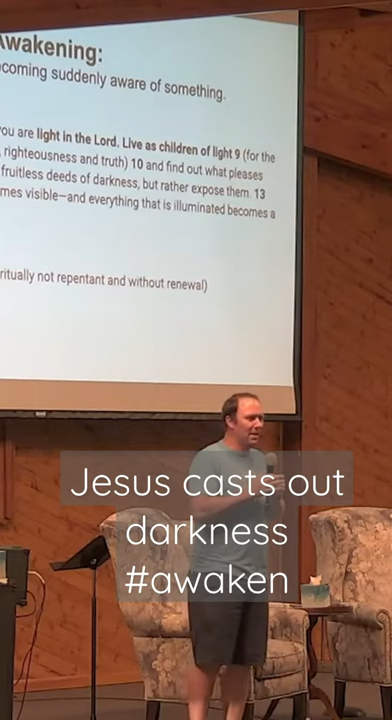 Awakening:
coming suddenly aware of something.
you are light in the Lord. Live as children of light 9 (for the
righteousness and truth) 10 and find out what pleases
fruitless deeds of darkness, but rather expose them. 13
mes visible—and everything that is illuminated becomes a
ritually not repentant and without renewal)
Jesus casts out
darkness
#awaken